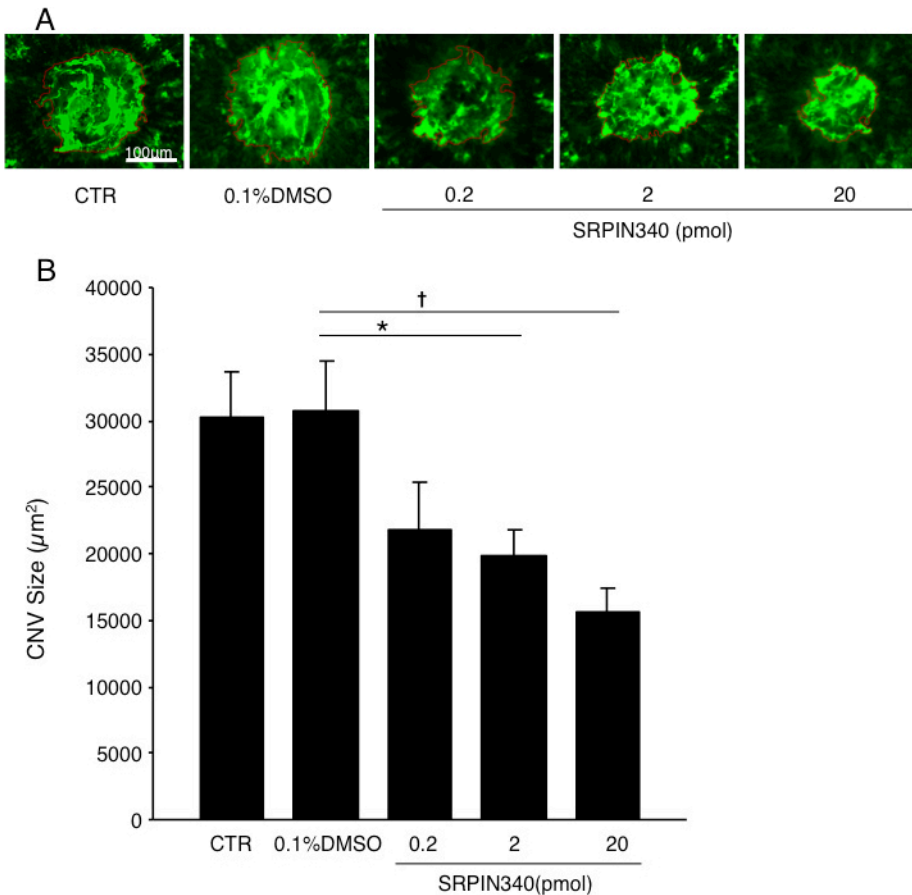 A
100µm
CTR 0.1%DMSO 0.2 2 20
SRPIN340 (pmol)
B
40000
35000
30000
25000
20000
15000
10000
5000
0
CNV Size (µm²)
†
*
CTR 0.1%DMSO 0.2 2 20
SRPIN340(pmol)